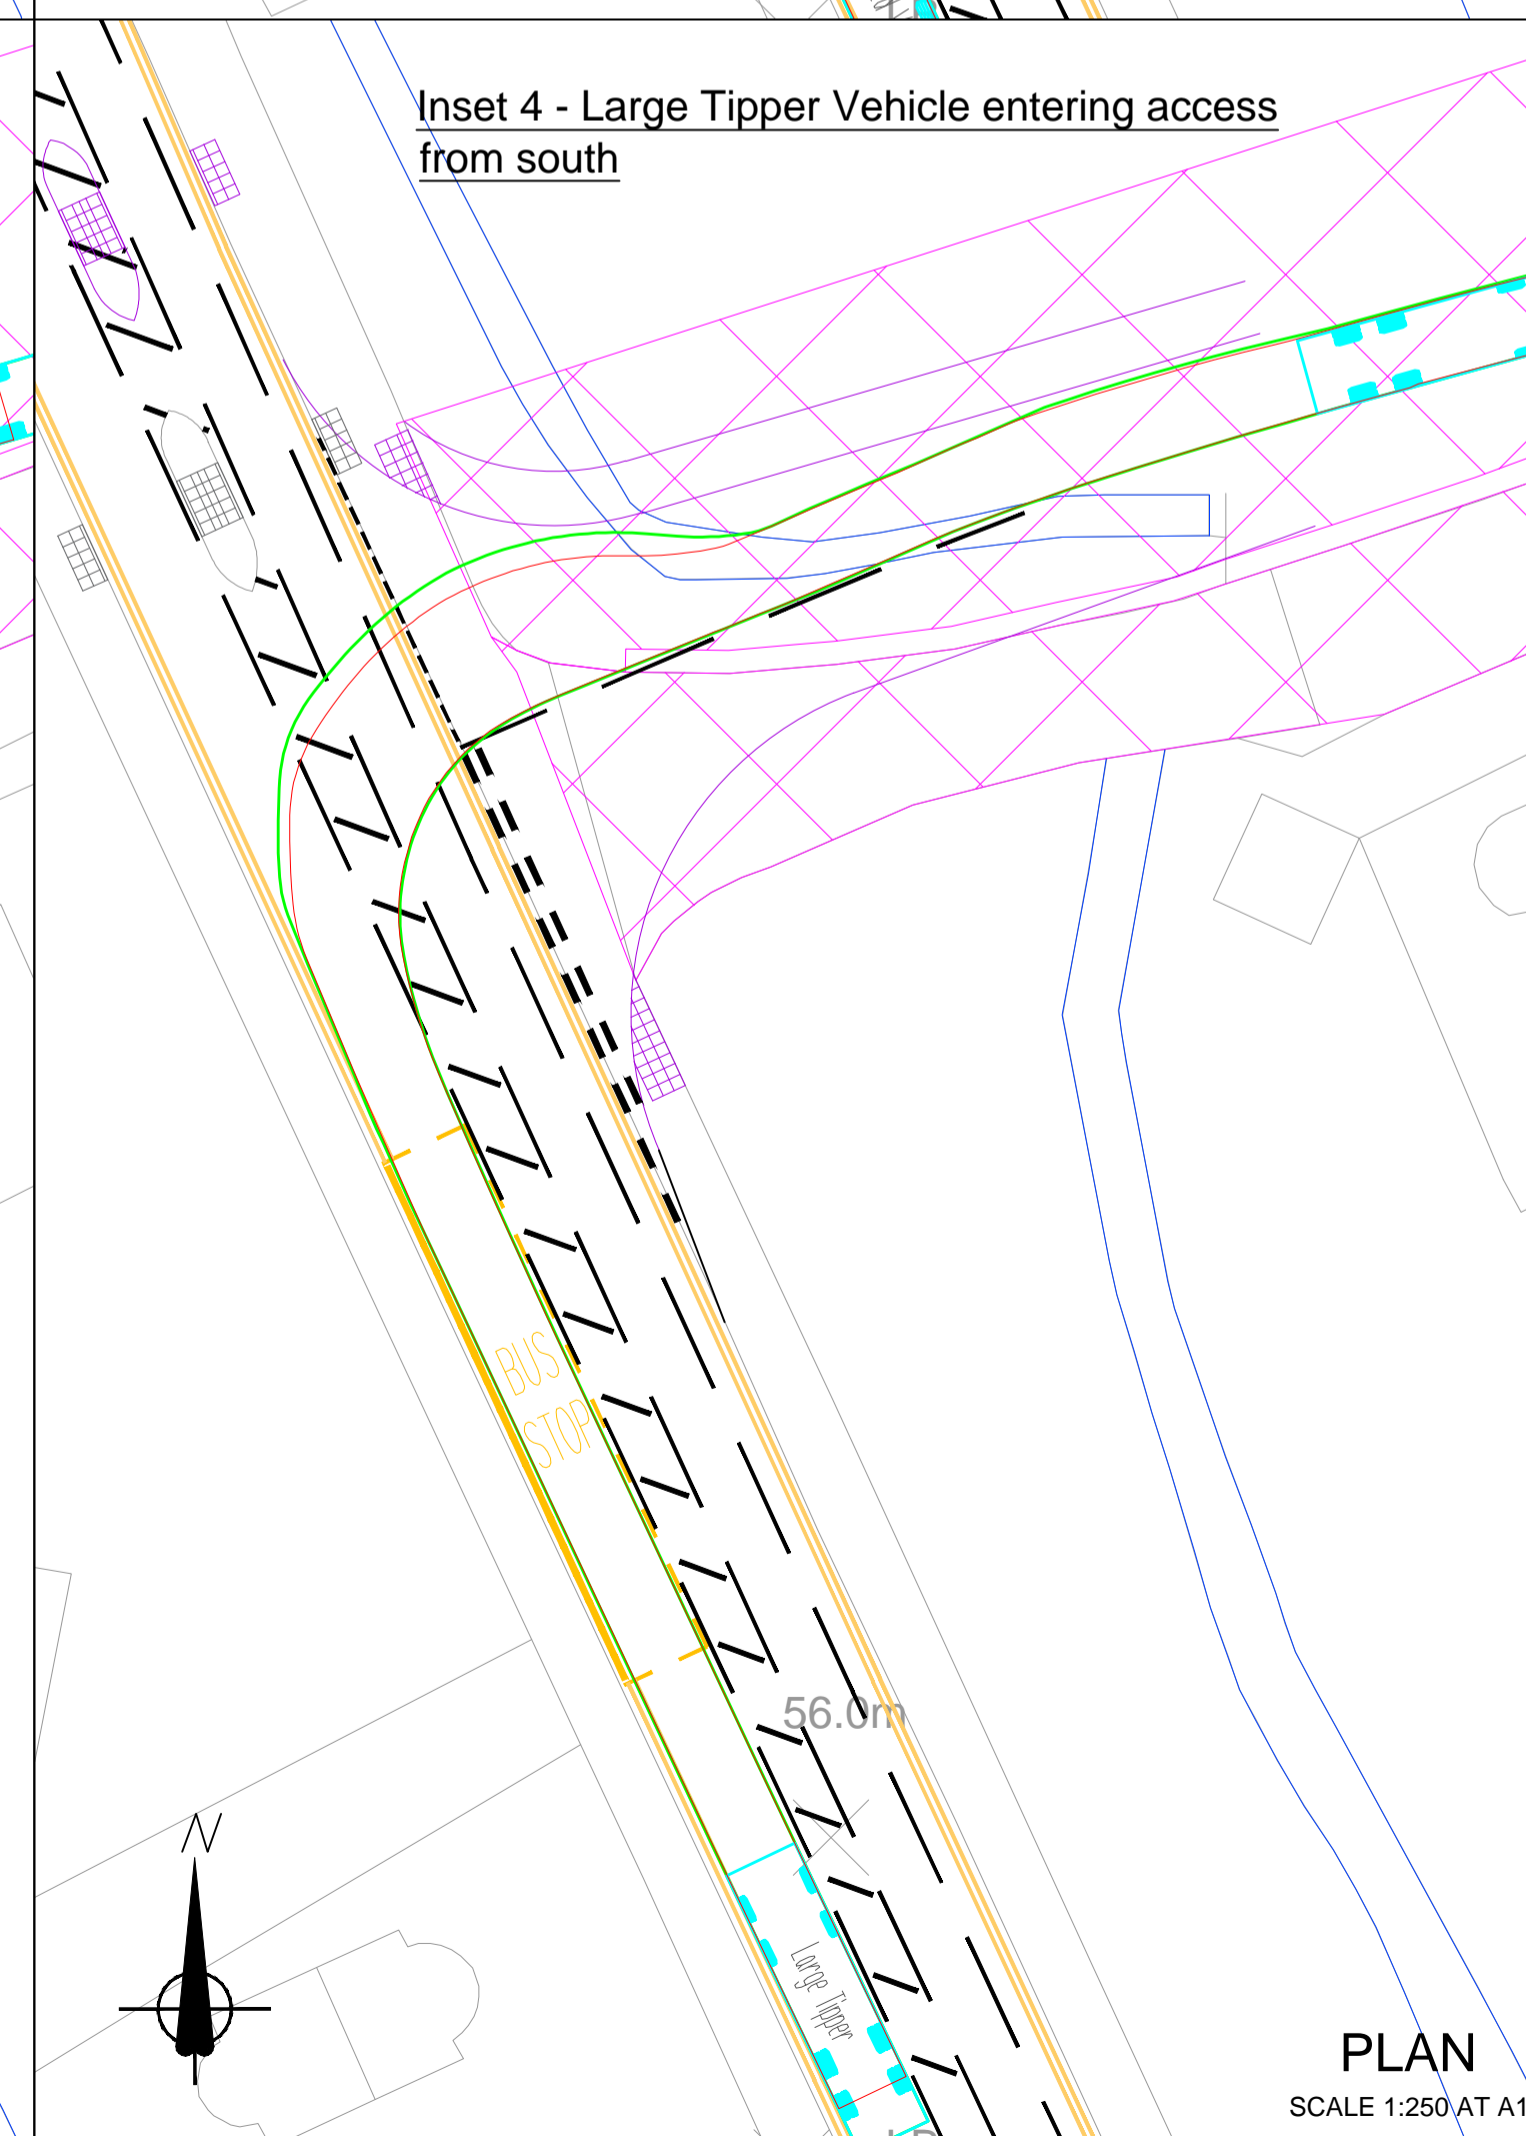 Inset 4 - Large Tipper Vehicle entering access
from south
BUS
STOP
56.0m
N
Large Tipper
PLAN
SCALE 1:250 AT A1